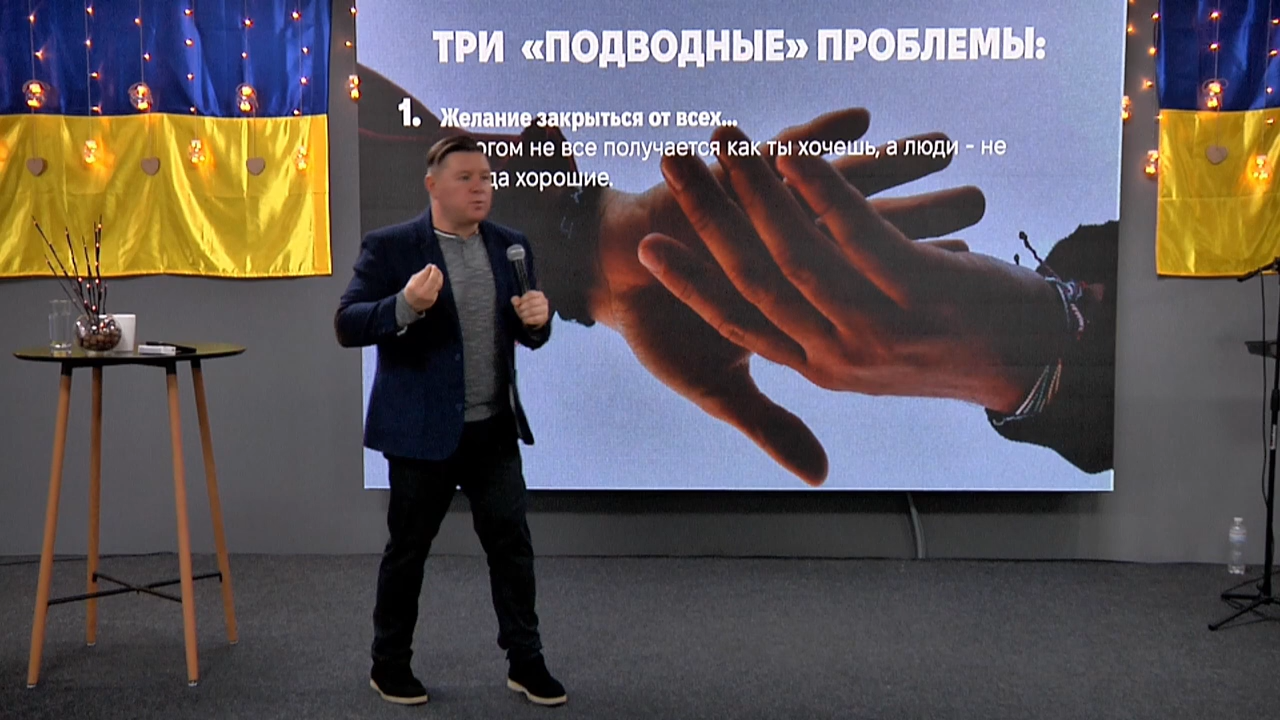 ТРИ «ПОДВОДНЫЕ» ПРОБЛЕМЫ:
1. Желание закрыться от всех...
не все получается как ты хочешь, а люди - не
хорошие.